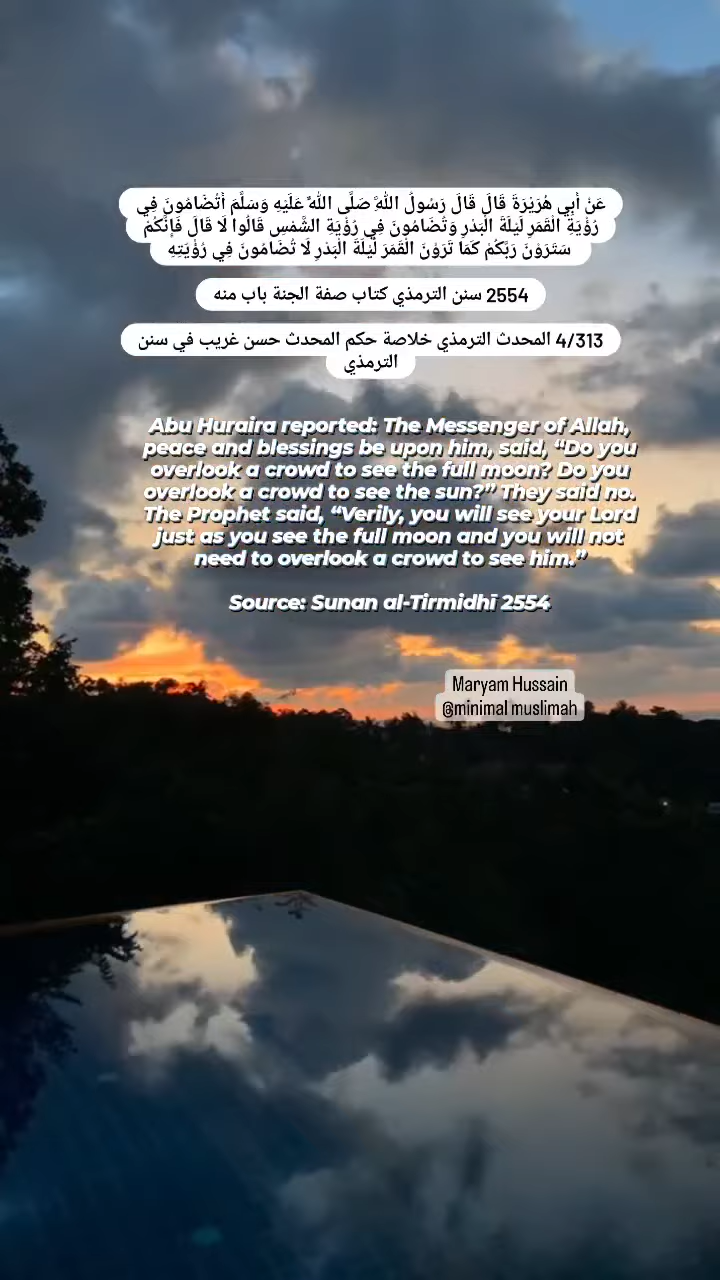 عَنْ أَبِي هُرَيْرَةَ قَالَ قَالَ رَسُولُ اللَّهِ صَلَّى اللَّهُ عَلَيْهِ وَسَلَّمَ أَتُضَامُونَ فِي
رُؤْيَةِ الْقَمَرِ لَيْلَةَ الْبَدْرِ وَتُضَامُونَ فِي رُؤْيَةِ الشَّمْسِ قَالُوا لَا قَالَ فَإِنَّكُمْ
سَتَرَوْنَ رَبَّكُمْ كَمَا تَرَوْنَ الْقَمَرَ لَيْلَةَ الْبَدْرِ لَا تُضَامُونَ فِي رُؤْيَتِهِ
2554 سنن الترمذي كتاب صفة الجنة باب منه
4/313 المحدث الترمذي خلاصة حكم المحدث حسن غريب في سنن
الترمذي
Abu Huraira reported: The Messenger of Allah,
peace and blessings be upon him, said, “Do you
overlook a crowd to see the full moon? Do you
overlook a crowd to see the sun?” They said no.
The Prophet said, “Verily, you will see your Lord
just as you see the full moon and you will not
need to overlook a crowd to see him.”
Source: Sunan al-Tirmidhī 2554
Maryam Hussain
@minimal muslimah